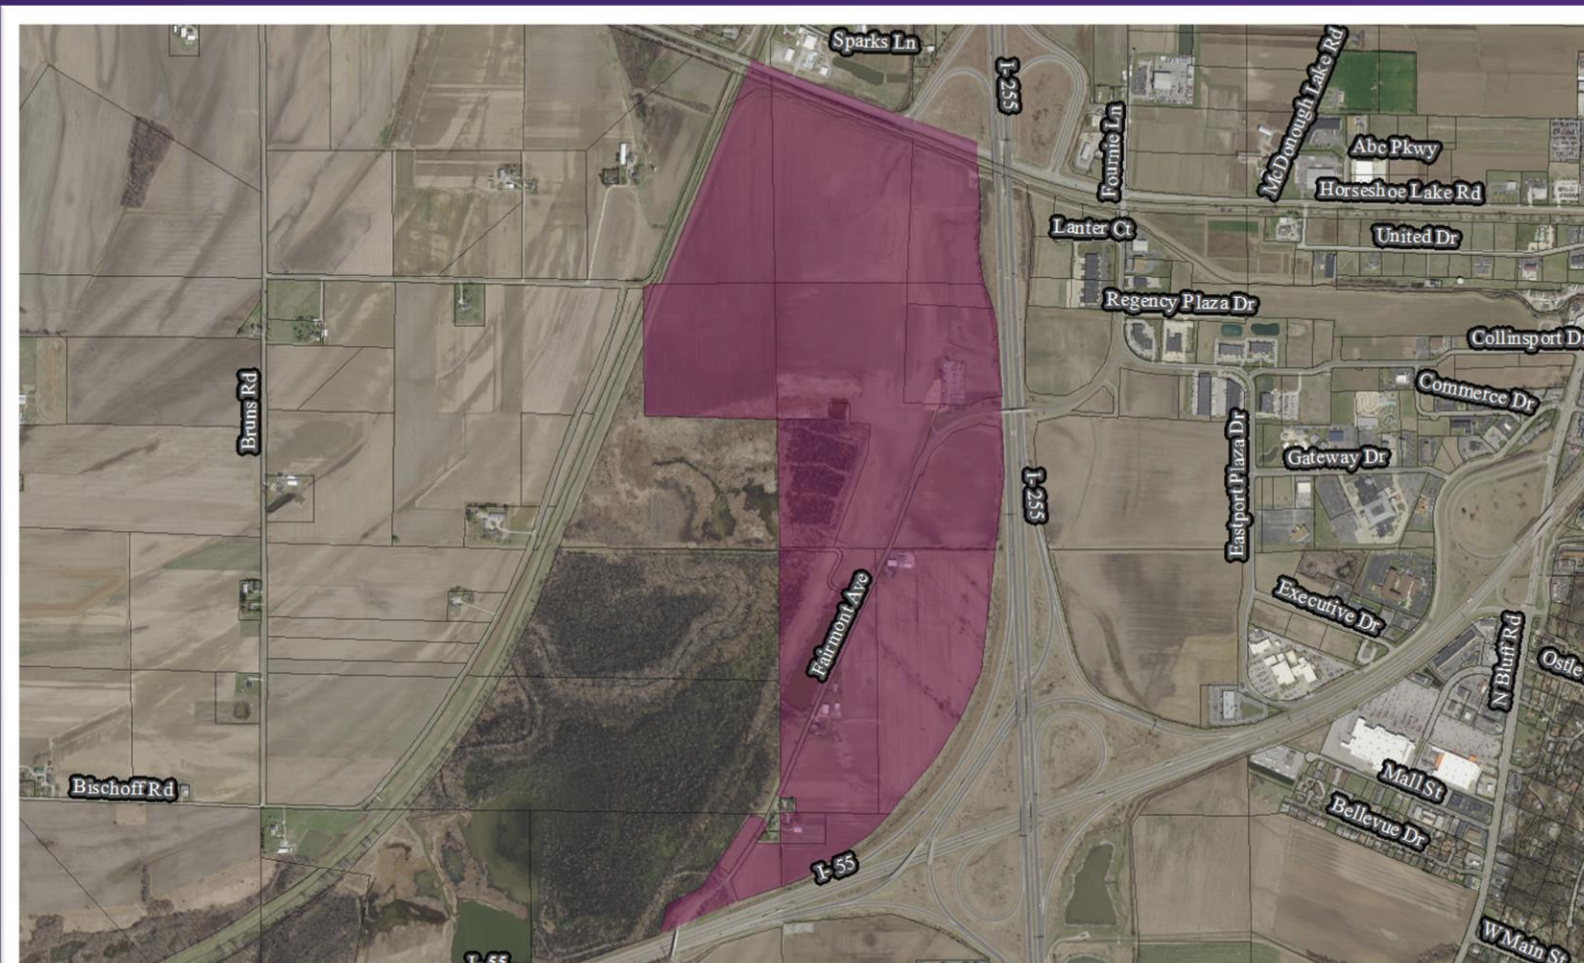 Sparks Ln
I-255
McDonough Lake Rd
Fournie Ln
Abc Pkwy
Horseshoe Lake Rd
Lanter Ct
United Dr
Regency Plaza Dr
Collinsport D
Commerce Dr
Bruns Rd
Eastport Plaza Dr
Gateway Dr
I-255
Fairmont Ave
Executive Dr
N Bluff Rd
Ostle
Bischoff Rd
Mall St
Bellevue Dr
I-55
W Main St
I-55